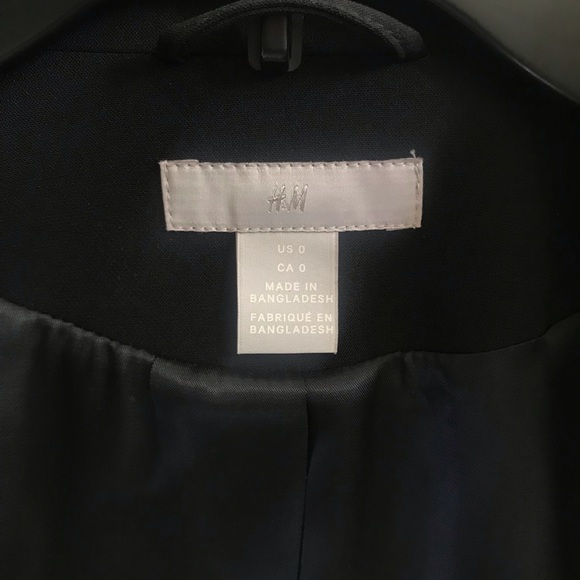 H&M
US 0
CA 0
MADE IN
BANGLADESH
FABRIQUÉ EN
BANGLADESH